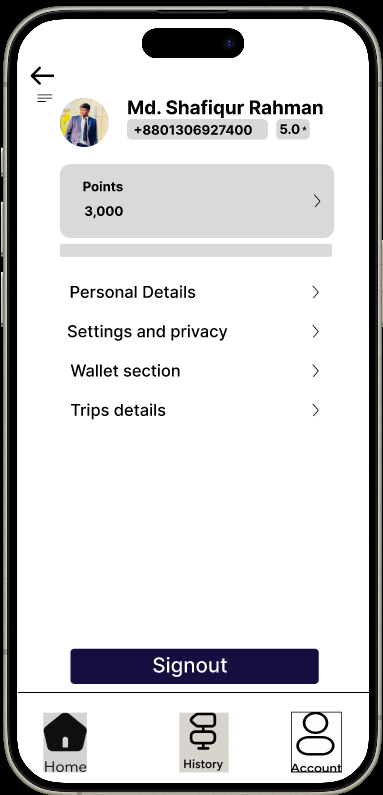 Md. Shafiqur Rahman
+8801306927400 5.0*
Points
3,000
Personal Details
Settings and privacy
Wallet section
Trips details
Signout
Home History Account